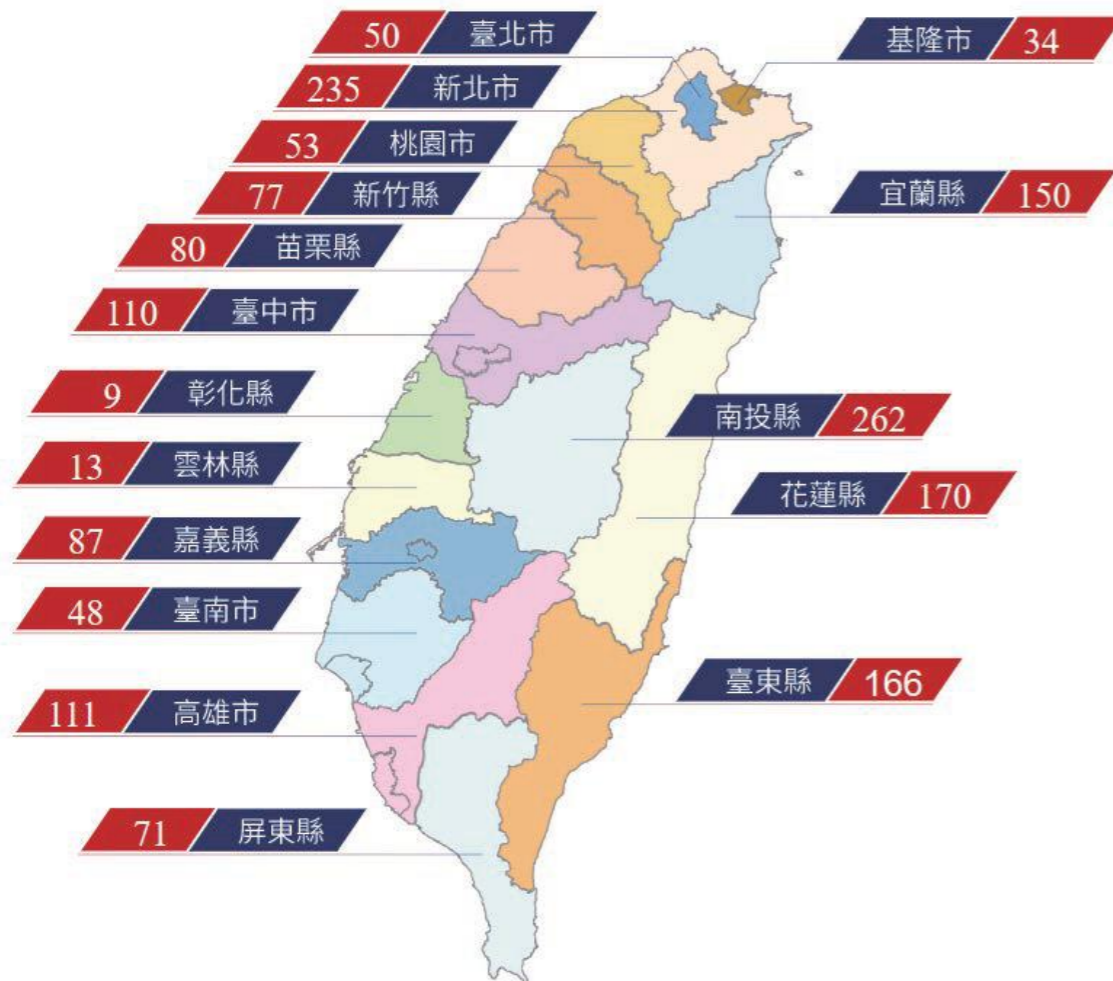 50 臺北市
235 新北市
53 桃園市
77 新竹縣
80 苗栗縣
110 臺中市
9 彰化縣
13 雲林縣
87 嘉義縣
48 臺南市
111 高雄市
71 屏東縣
基隆市 34
宜蘭縣 150
南投縣 262
花蓮縣 170
臺東縣 166